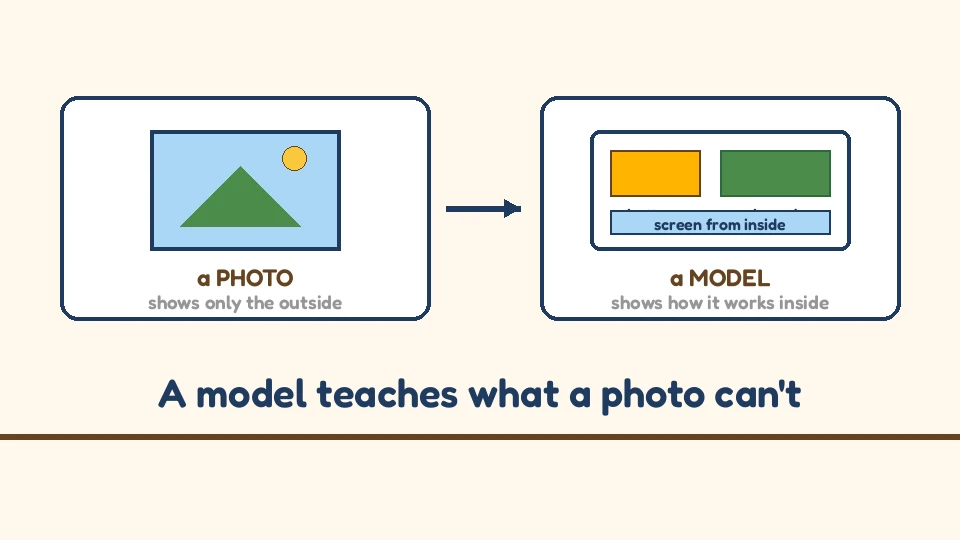 screen from inside
a PHOTO
a MODEL
shows only the outside
shows how it works inside
A model teaches what a photo can't